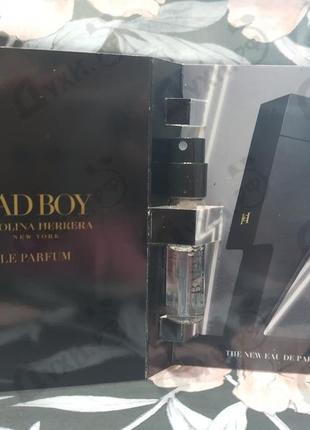 AD BOY
OLINA HERRERA
NEW YORK
LE PARFUM
THE NEW EAU DE PAR